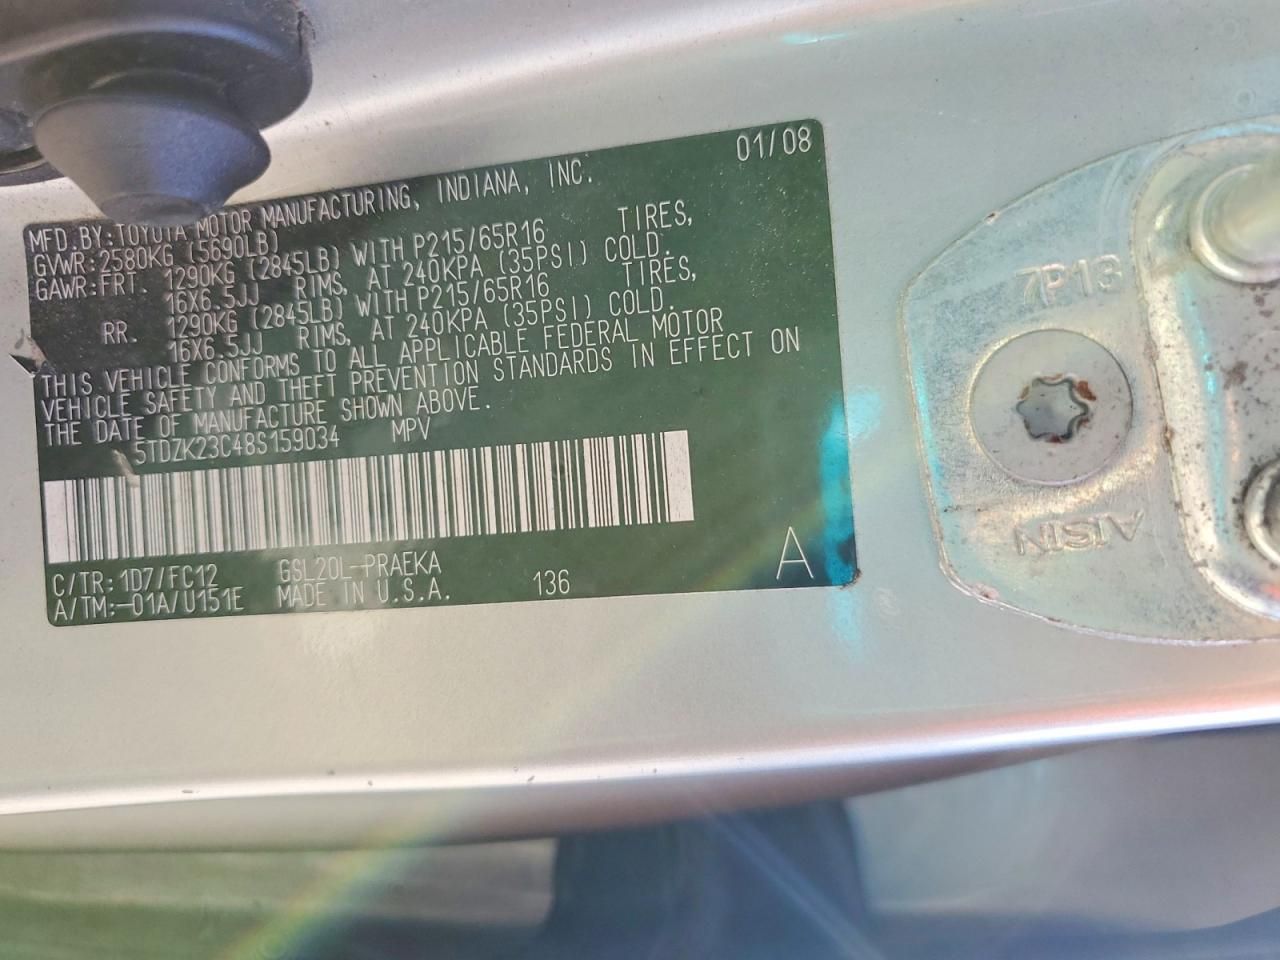 01/08
MFD.BY:TOYOTA MOTOR MANUFACTURING, INDIANA, INC.
GVWR:2580KG (5690LB)
GAWR:FRT. 1290KG (2845LB) WITH P215/65R16 TIRES,
16X6.5JJ RIMS, AT 240KPA (35PSI) COLD.
RR. 1290KG (2845LB) WITH P215/65R16 TIRES,
16X6.5JJ RIMS, AT 240KPA (35PSI) COLD.
THIS VEHICLE CONFORMS TO ALL APPLICABLE FEDERAL MOTOR
VEHICLE SAFETY AND THEFT PREVENTION STANDARDS IN EFFECT ON
THE DATE OF MANUFACTURE SHOWN ABOVE.
5TDZK23C48S159034 MPV
C/TR: 1D7/FC12 GSL20L-PRAEKA
A/TM:-01A/U151E MADE IN U.S.A. 136 A
7P13
AISIN